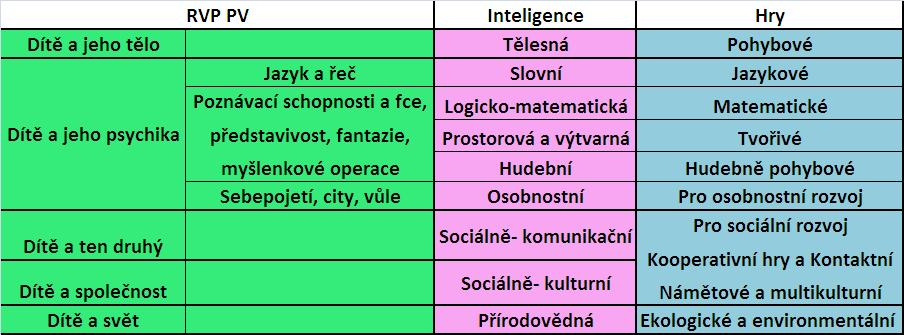 RVP PV Inteligence Hry
Dítě a jeho tělo Tělesná Pohybové
Jazyk a řeč Slovní Jazykové
Poznávací schopnosti a fce, Logicko-matematická Matematické
Dítě a jeho psychika představivost, fantazie, Prostorová a výtvarná Tvořivé
myšlenkové operace Hudební Hudebně pohybové
Sebepojetí, city, vůle Osobnostní Pro osobnostní rozvoj
Dítě a ten druhý Sociálně- komunikační Pro sociální rozvoj
Kooperativní hry a Kontaktní
Dítě a společnost Sociálně- kulturní Námětové a multikulturní
Dítě a svět Přírodovědná Ekologické a environmentální